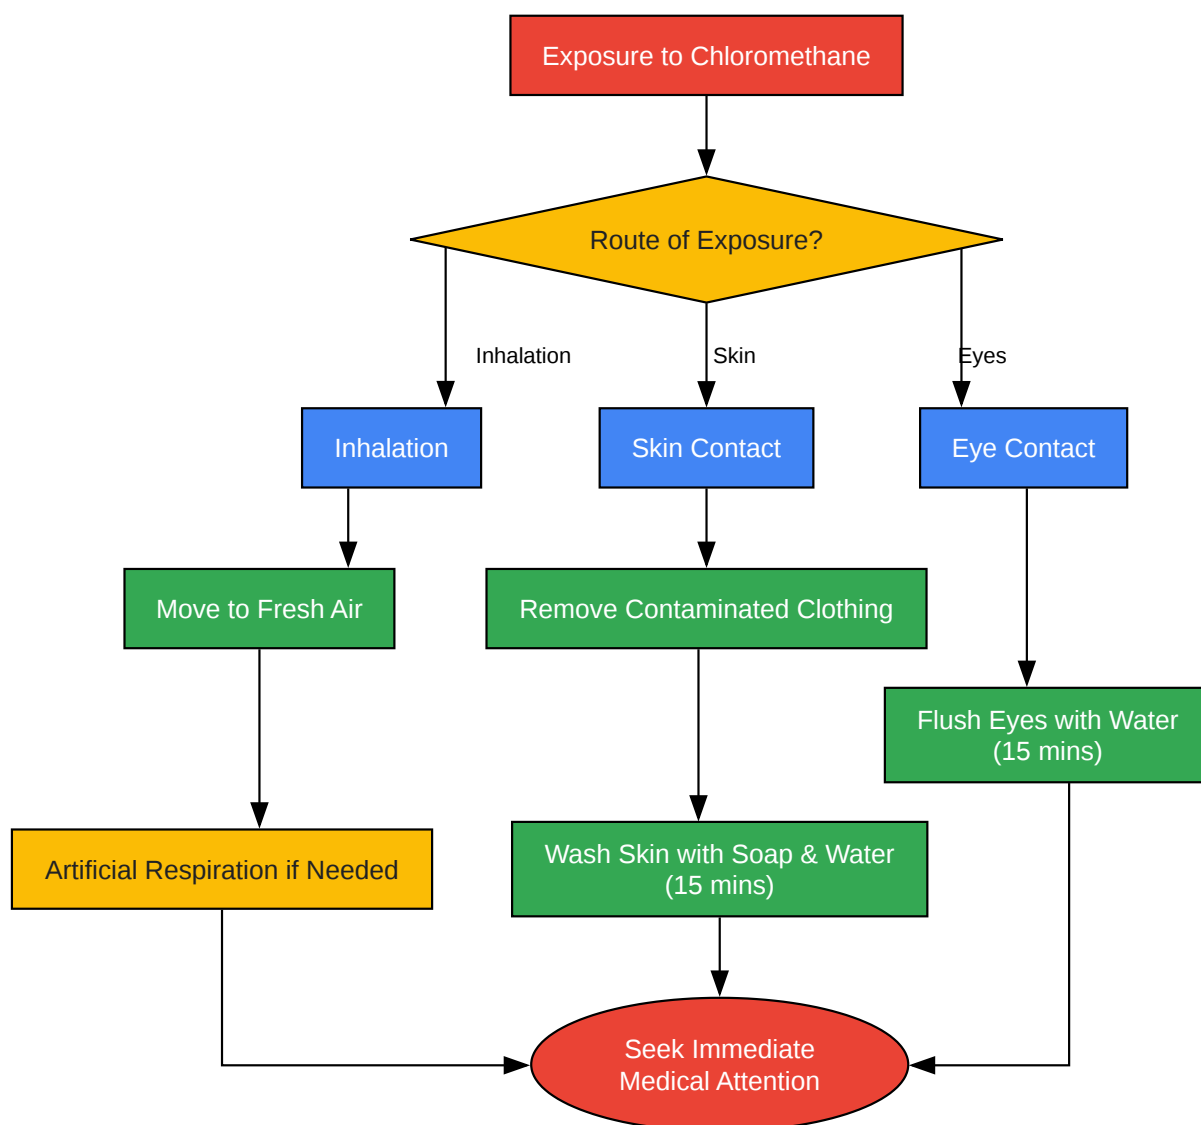 Exposure to Chloromethane
Route of Exposure?
Inhalation
Skin
Eyes
Inhalation
Skin Contact
Eye Contact
Move to Fresh Air
Remove Contaminated Clothing
Flush Eyes with Water
(15 mins)
Artificial Respiration if Needed
Wash Skin with Soap & Water
(15 mins)
Seek Immediate
Medical Attention